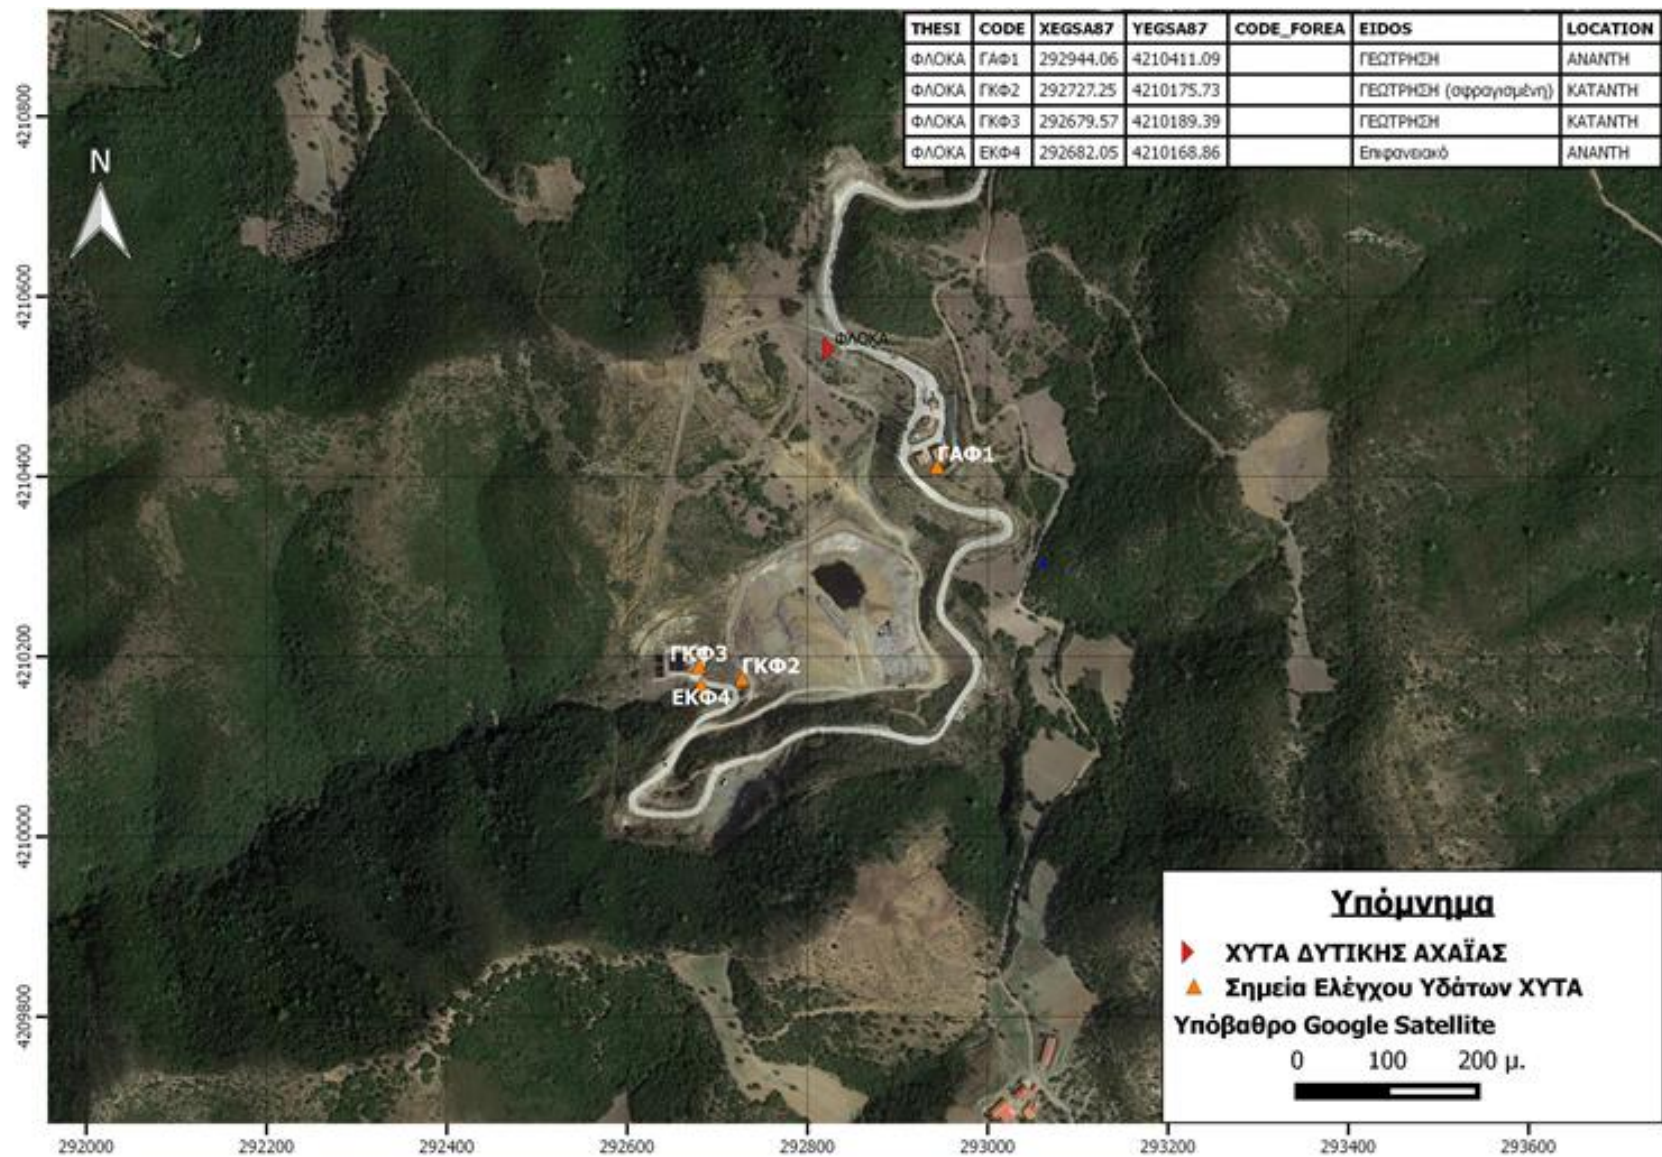 THESI CODE XEGSA87 YEGSA87 CODE_FOREA EIDOS LOCATION
ΦΛΟΚΑ ΓΑΦ1 292944.06 4210411.09 ΓΕΩΤΡΗΣΗ ΑΝΑΝΤΗ
ΦΛΟΚΑ ΓΚΦ2 292727.25 4210175.73 ΓΕΩΤΡΗΣΗ (σφραγισμένη) ΚΑΤΑΝΤΗ
ΦΛΟΚΑ ΓΚΦ3 292679.57 4210189.39 ΓΕΩΤΡΗΣΗ ΚΑΤΑΝΤΗ
ΦΛΟΚΑ ΕΚΦ4 292682.05 4210168.86 Επιφανειακό ΑΝΑΝΤΗ
4210800
N
4210600
ΦΛΟΚΑ
4210400
ΓΑΦ1
4210200
ΓΚΦ3
ΓΚΦ2
ΕΚΦ4
4210000
4209800
Υπόμνημα
ΧΥΤΑ ΔΥΤΙΚΗΣ ΑΧΑΪΑΣ
Σημεία Ελέγχου Υδάτων ΧΥΤΑ
Υπόβαθρο Google Satellite
0 100 200 μ.
292000 292200 292400 292600 292800 293000 293200 293400 293600